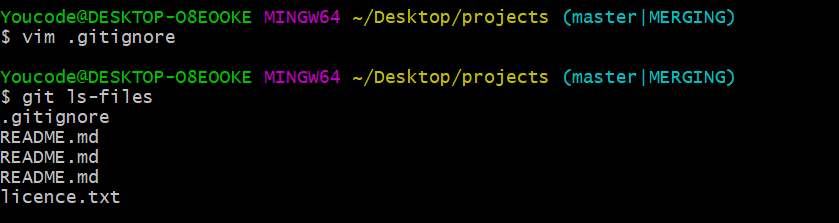 Youcode@DESKTOP-O8EOOKE MINGW64 ~/Desktop/projects (master|MERGING)
$ vim .gitignore
Youcode@DESKTOP-O8EOOKE MINGW64 ~/Desktop/projects (master|MERGING)
$ git ls-files
.gitignore
README.md
README.md
README.md
licence.txt